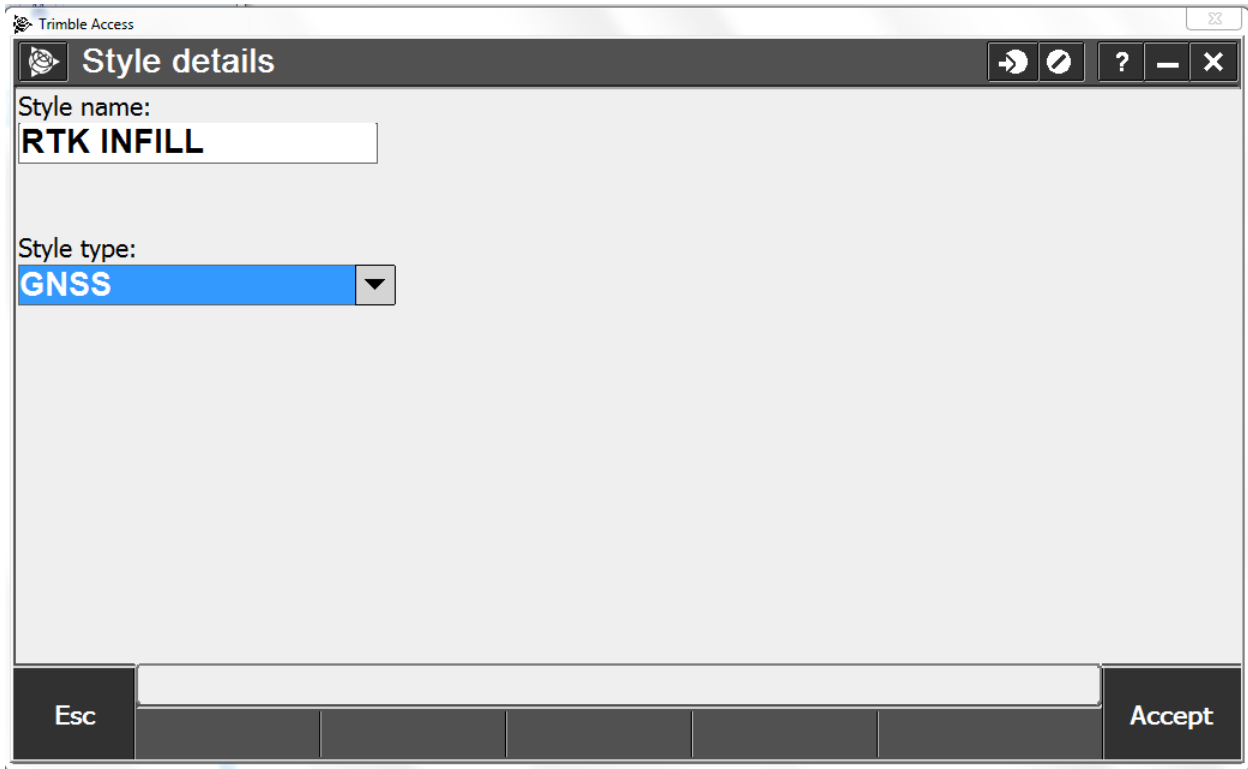 Trimble Access
Style details
?
Style name:
RTK INFILL
Style type:
GNSS
Esc
Accept